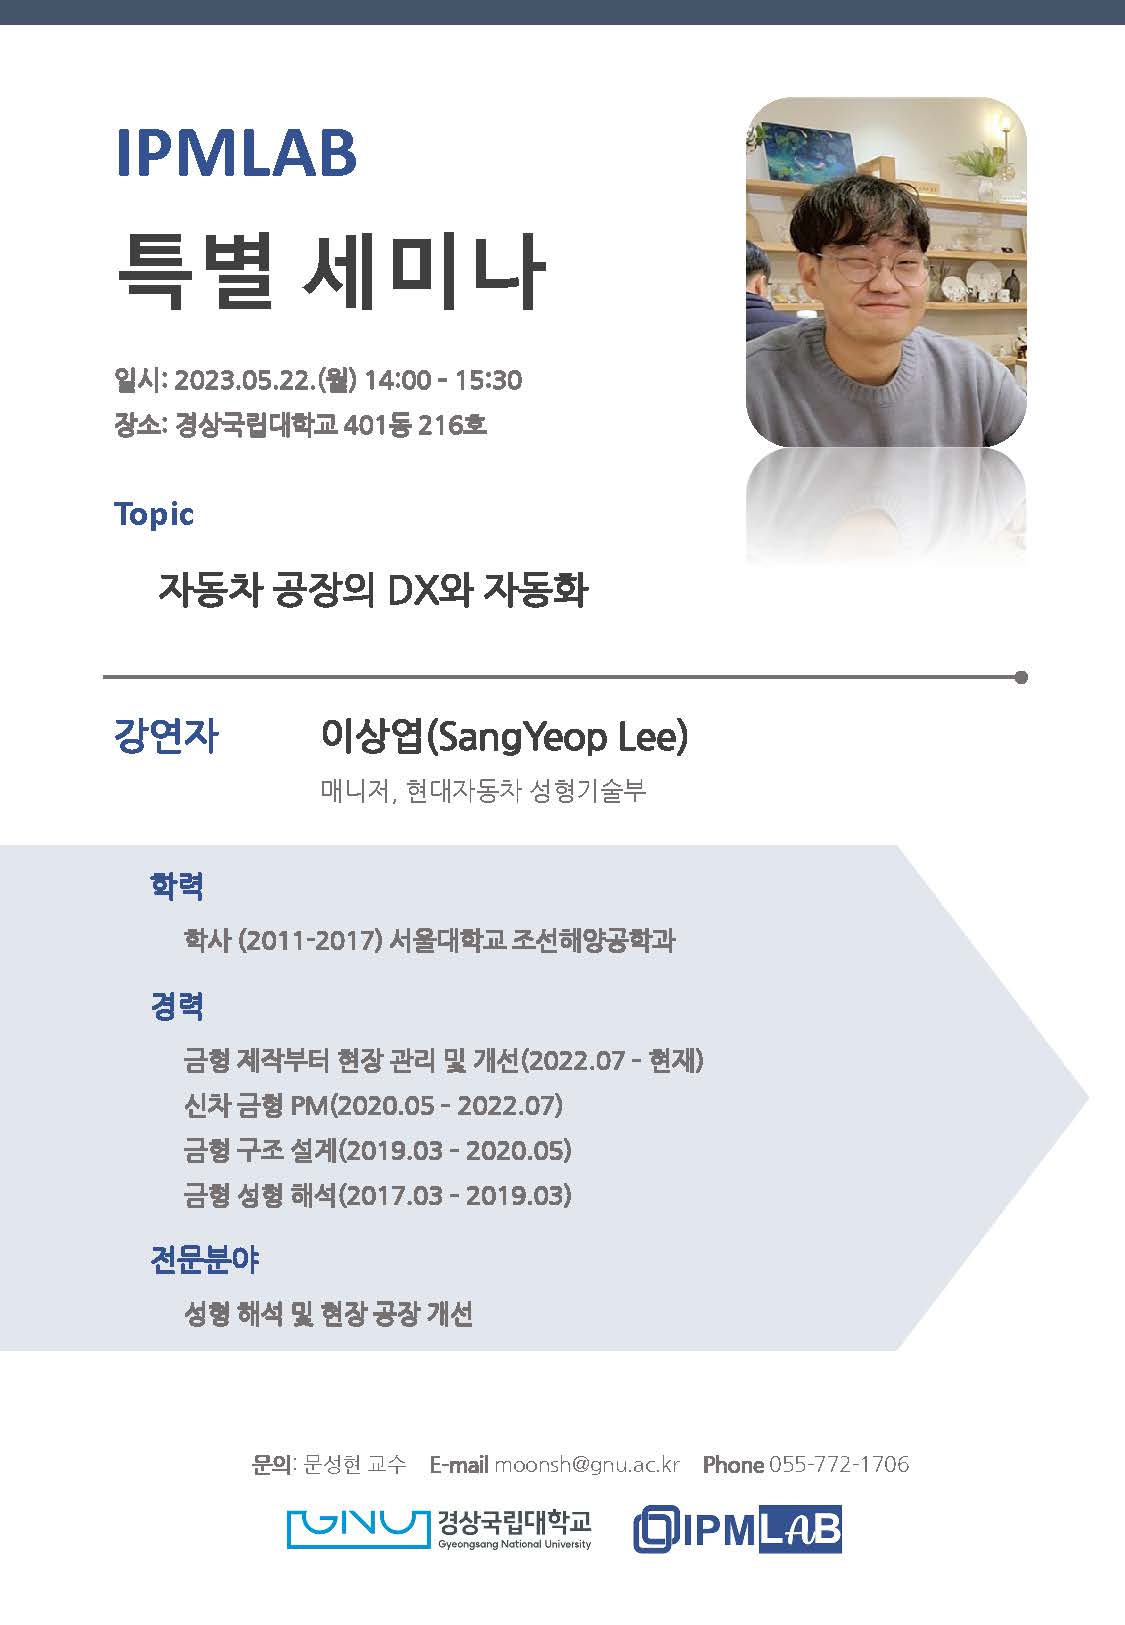 IPMLAB
특별 세미나
일시: 2023.05.22.(월) 14:00 – 15:30
장소: 경상국립대학교 401동 216호
Topic
자동차 공장의 DX와 자동화
강연자 이상엽(SangYeop Lee)
매니저, 현대자동차 성형기술부
학력
학사 (2011-2017) 서울대학교 조선해양공학과
경력
금형 제작부터 현장 관리 및 개선(2022.07 – 현재)
신차 금형 PM(2020.05 – 2022.07)
금형 구조 설계(2019.03 – 2020.05)
금형 성형 해석(2017.03 – 2019.03)
전문분야
성형 해석 및 현장 공장 개선
문의: 문성현 교수 E-mail moonsh@gnu.ac.kr Phone 055-772-1706
GNU 경상국립대학교 IPMLAB
Gyeongsang National University